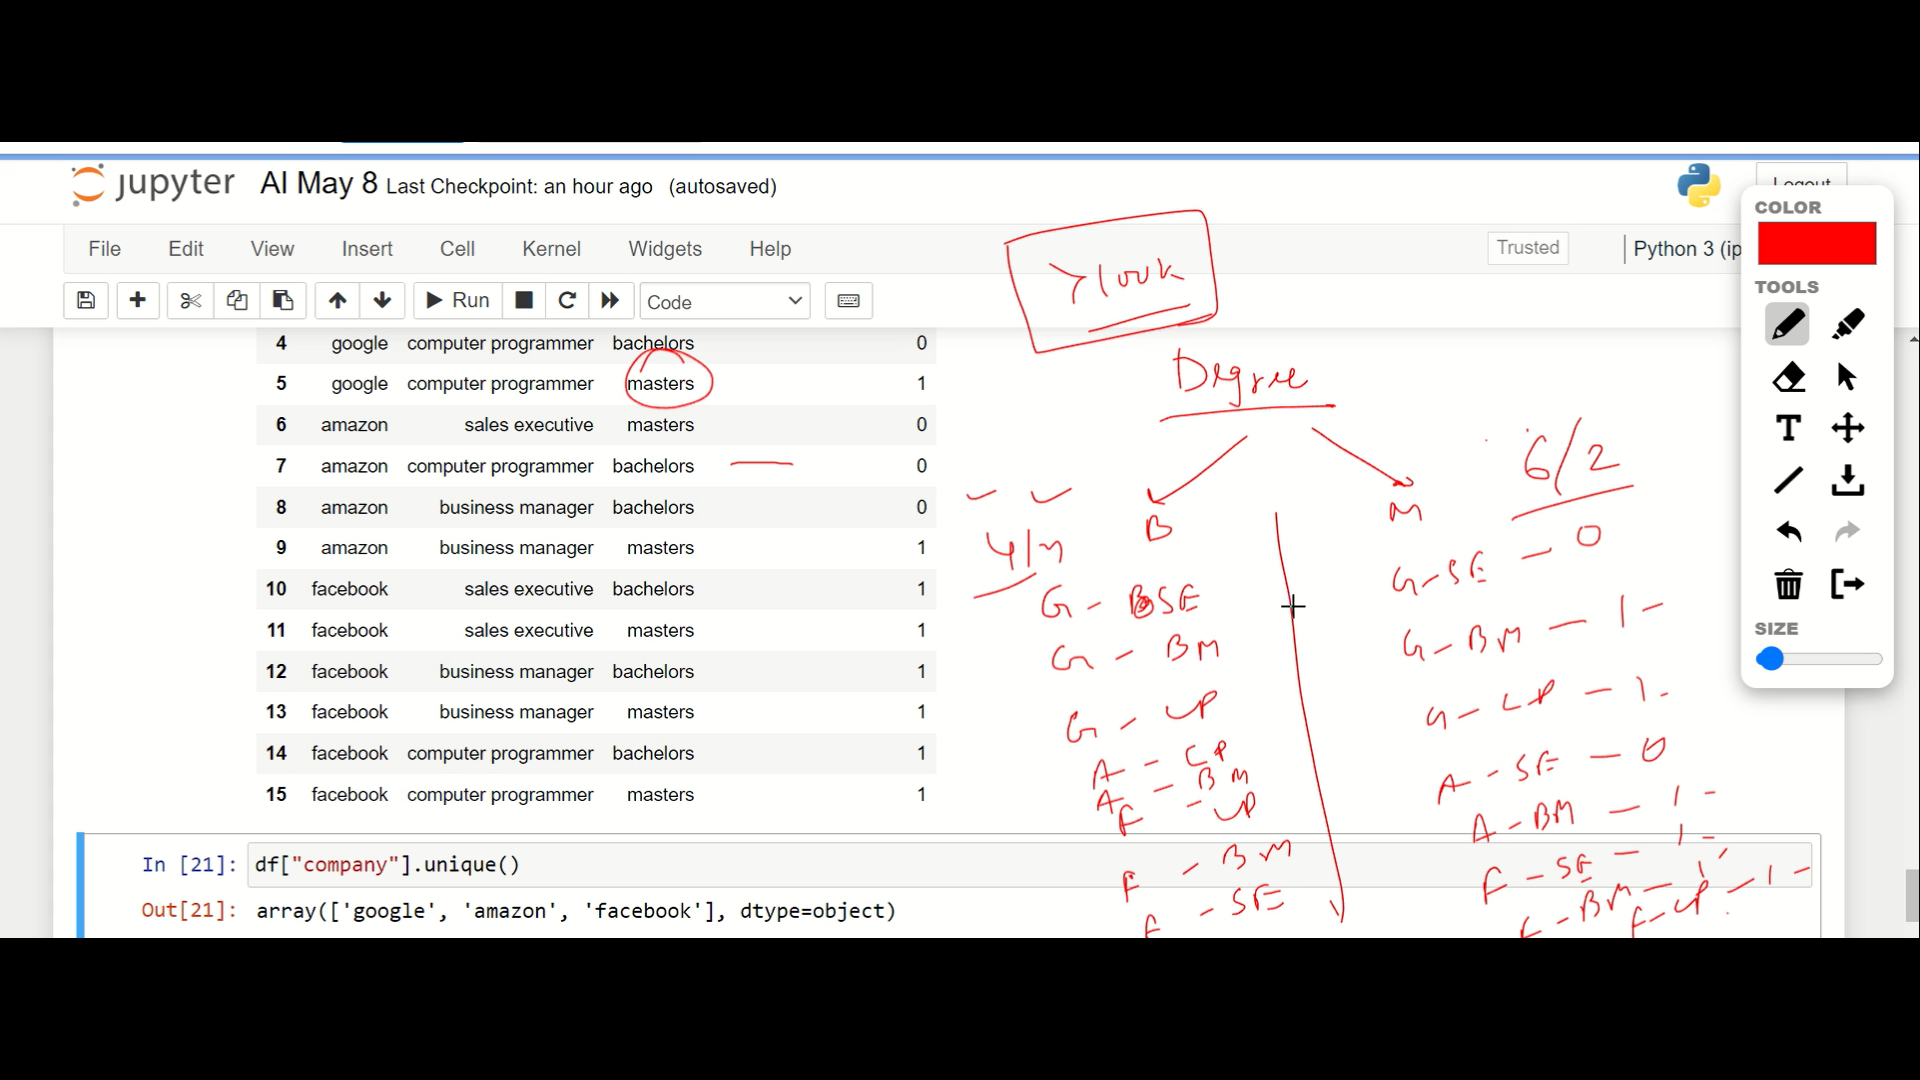 jupyter AI May 8 Last Checkpoint: an hour ago (autosaved)
Logout
File Edit View Insert Cell Kernel Widgets Help
Trusted
Python 3 (ip
Run
Code
COLOR
TOOLS
SIZE
4 google computer programmer bachelors 0
5 google computer programmer masters 1
6 amazon sales executive masters 0
7 amazon computer programmer bachelors 0
8 amazon business manager bachelors 0
9 amazon business manager masters 1
10 facebook sales executive bachelors 1
11 facebook sales executive masters 1
12 facebook business manager bachelors 1
13 facebook business manager masters 1
14 facebook computer programmer bachelors 1
15 facebook computer programmer masters 1
In [21]: df["company"].unique()
Out[21]: array(['google', 'amazon', 'facebook'], dtype=object)
>100k
Degree
B
G - SE
G - BM
G - CP
A - CP
A - BM
F - CP
F - BM
F - SE
M
6/2
G - SE - 0
G - BM - 1 -
G - CP - 1 -
A - SE - 0
A - BM - 1 -
F - SE - 1 -
F - BM - 1
F - CP - 1 -